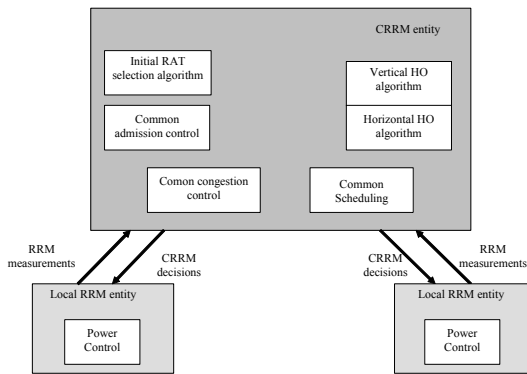 CRRM entity
Initial RAT
selection algorithm
Vertical HO
algorithm
Common
admission control
Horizontal HO
algorithm
Comon congestion
control
Common
Scheduling
RRM
measurements
CRRM
decisions
CRRM
decisions
RRM
measurements
Local RRM entity
Power
Control
Local RRM entity
Power
Control